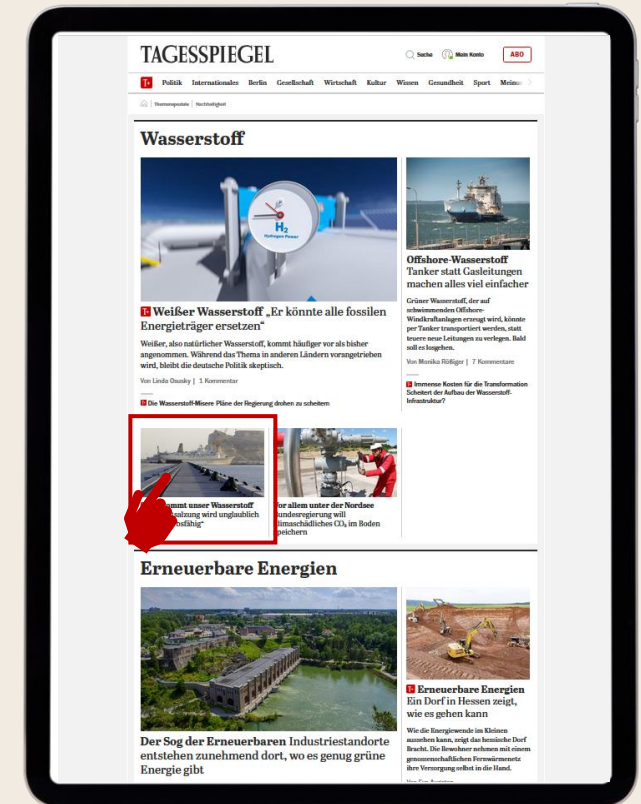 TAGESSPIEGEL
Suche Mein Konto ABO
T+ Politik Internationales Berlin Gesellschaft Wirtschaft Kultur Wissen Gesundheit Sport
Themenspeziale | Nachhaltigkeit
Wasserstoff
H₂
Hydrogen Power
T+ Weißer Wasserstoff „Er könnte alle fossilen
Energieträger ersetzen“
Weißer, also natürlicher Wasserstoff, kommt häufiger vor als bisher
angenommen. Während das Thema in anderen Ländern vorangetrieben
wird, bleibt die deutsche Politik skeptisch.
Von Linda Osusky | 1 Kommentar
T+ Die Wasserstoff-Misere Pläne der Regierung drohen zu scheitern
Offshore-Wasserstoff
Tanker statt Gasleitungen
machen alles viel einfacher
Grüner Wasserstoff, der auf
schwimmenden Offshore-
Windkraftanlagen erzeugt wird, könnte
per Tanker transportiert werden, statt
teuere neue Leitungen zu verlegen. Bald
soll es losgehen.
Von Monika Rößiger | 7 Kommentare
T+ Immense Kosten für die Transformation
Scheitert der Aufbau der Wasserstoff-
Infrastruktur?
unser Wasserstoff
wird unglaublich
Vor allem unter der Nordsee
Bundesregierung will
klimaschädliches CO₂ im Boden
speichern
Erneuerbare Energien
Der Sog der Erneuerbaren Industriestandorte
entstehen zunehmend dort, wo es genug grüne
Energie gibt
T+ Erneuerbare Energien
Ein Dorf in Hessen zeigt,
wie es gehen kann
Wie die Energiewende im Kleinen
aussehen kann, zeigt das hessische Dorf
Bracht. Die Bewohner nehmen mit einem
genossenschaftlichen Fernwärmenetz
ihre Versorgung selbst in die Hand.